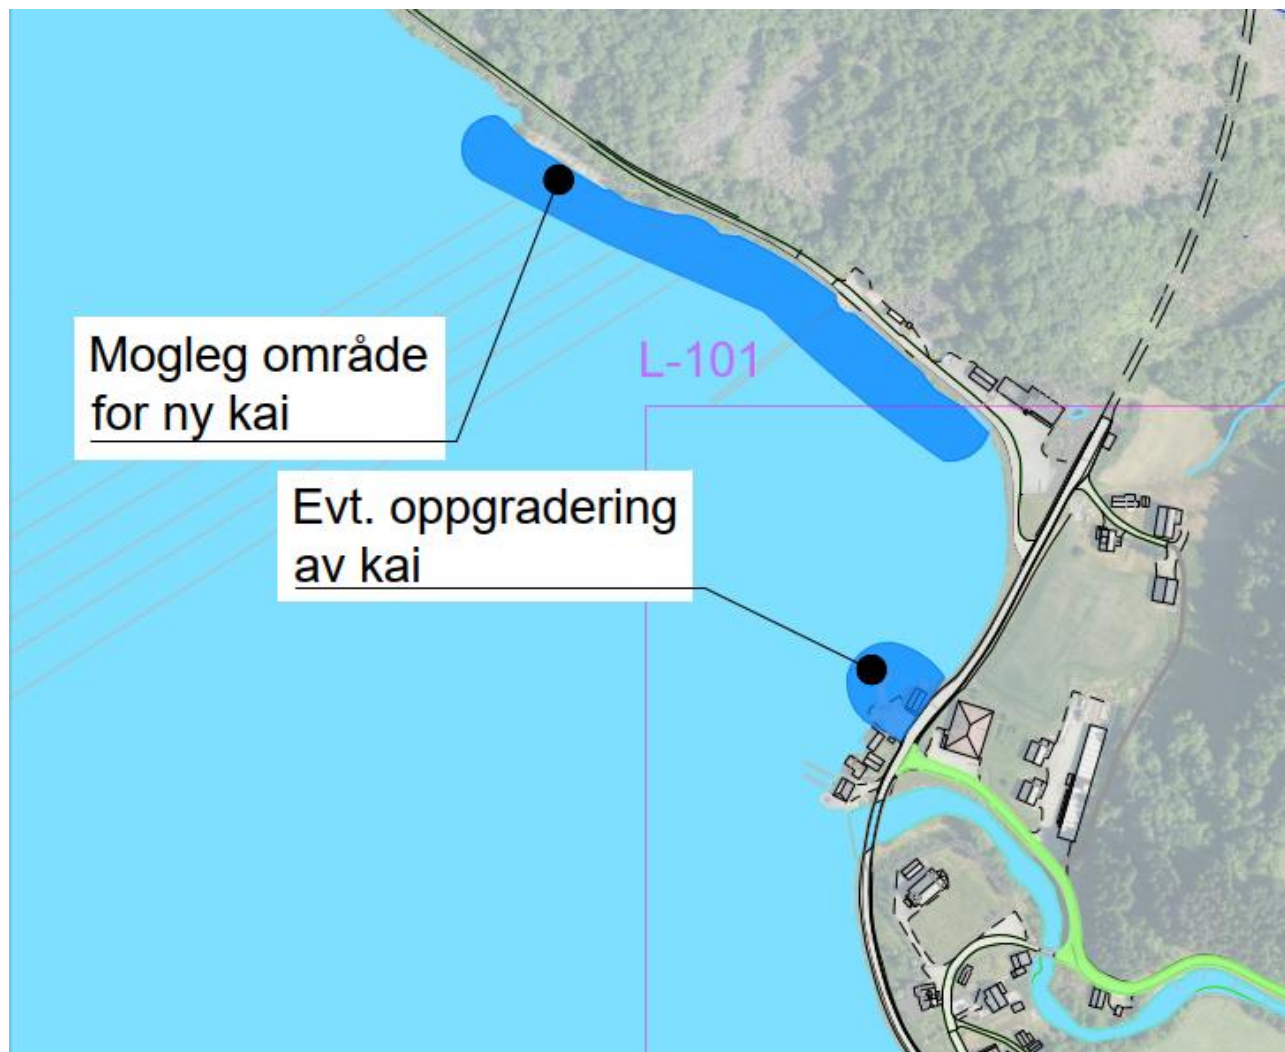 Mogleg område
for ny kai
L-101
Evt. oppgradering
av kai